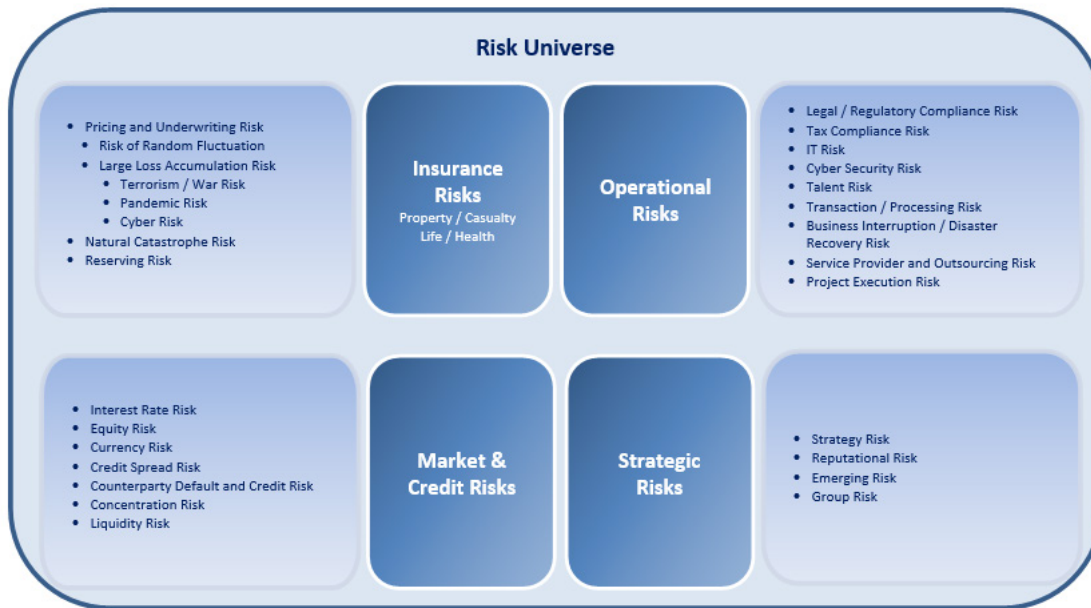 Risk Universe
• Pricing and Underwriting Risk
• Risk of Random Fluctuation
• Large Loss Accumulation Risk
• Terrorism / War Risk
• Pandemic Risk
• Cyber Risk
• Natural Catastrophe Risk
• Reserving Risk
Insurance
Risks
Property / Casualty
Life / Health
Operational
Risks
• Legal / Regulatory Compliance Risk
• Tax Compliance Risk
• IT Risk
• Cyber Security Risk
• Talent Risk
• Transaction / Processing Risk
• Business Interruption / Disaster
Recovery Risk
• Service Provider and Outsourcing Risk
• Project Execution Risk
• Interest Rate Risk
• Equity Risk
• Currency Risk
• Credit Spread Risk
• Counterparty Default and Credit Risk
• Concentration Risk
• Liquidity Risk
Market &
Credit Risks
Strategic
Risks
• Strategy Risk
• Reputational Risk
• Emerging Risk
• Group Risk